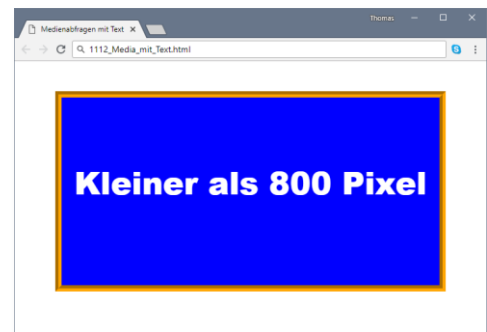 Thomas
Medienabfragen mit Text
1112_Media_mit_Text.html
Kleiner als 800 Pixel